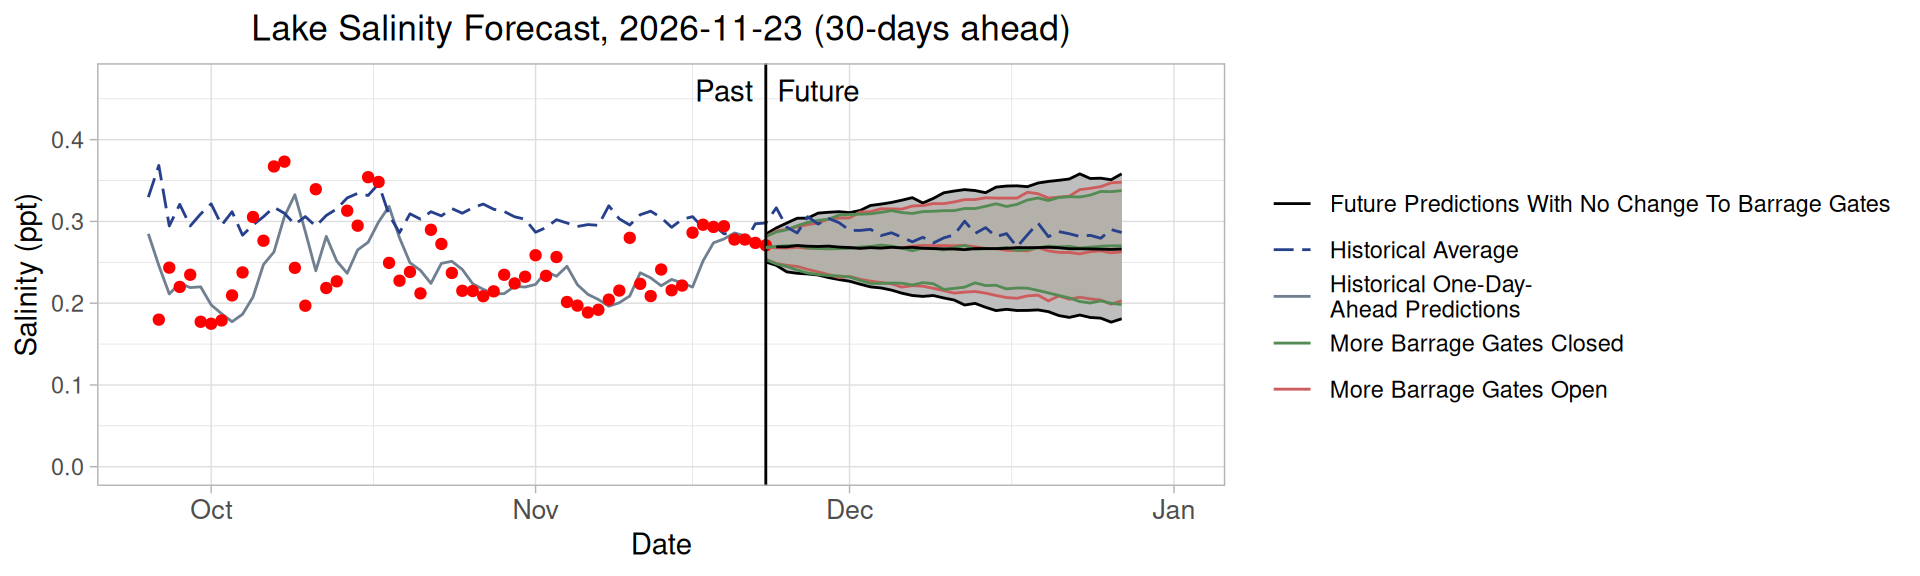 Lake Salinity Forecast, 2026-11-23 (30-days ahead)
Past
Future
0.4
0.3
0.2
0.1
0.0
Salinity (ppt)
Oct
Nov
Dec
Jan
Date
Future Predictions With No Change To Barrage Gates
Historical Average
Historical One-Day-
Ahead Predictions
More Barrage Gates Closed
More Barrage Gates Open